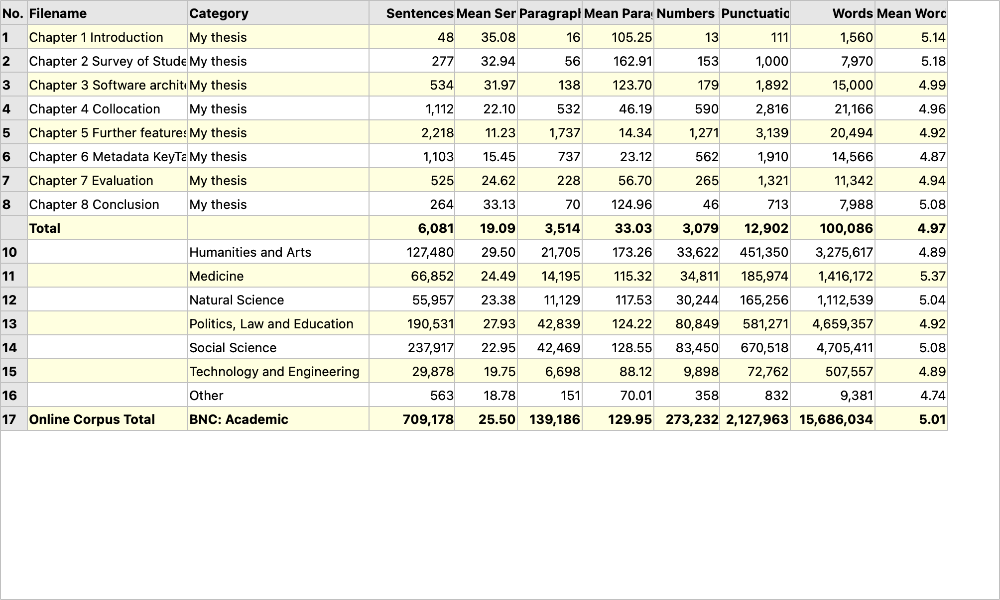 No. Filename Category Sentences Mean Ser Paragraph Mean Para Numbers Punctuatio Words Mean Word
1 Chapter 1 Introduction My thesis 48 35.08 16 105.25 13 111 1,560 5.14
2 Chapter 2 Survey of Stude My thesis 277 32.94 56 162.91 153 1,000 7,970 5.18
3 Chapter 3 Software archite My thesis 534 31.97 138 123.70 179 1,892 15,000 4.99
4 Chapter 4 Collocation My thesis 1,112 22.10 532 46.19 590 2,816 21,166 4.96
5 Chapter 5 Further features My thesis 2,218 11.23 1,737 14.34 1,271 3,139 20,494 4.92
6 Chapter 6 Metadata KeyTa My thesis 1,103 15.45 737 23.12 562 1,910 14,566 4.87
7 Chapter 7 Evaluation My thesis 525 24.62 228 56.70 265 1,321 11,342 4.94
8 Chapter 8 Conclusion My thesis 264 33.13 70 124.96 46 713 7,988 5.08
Total 6,081 19.09 3,514 33.03 3,079 12,902 100,086 4.97
10 Humanities and Arts 127,480 29.50 21,705 173.26 33,622 451,350 3,275,617 4.89
11 Medicine 66,852 24.49 14,195 115.32 34,811 185,974 1,416,172 5.37
12 Natural Science 55,957 23.38 11,129 117.53 30,244 165,256 1,112,539 5.04
13 Politics, Law and Education 190,531 27.93 42,839 124.22 80,849 581,271 4,659,357 4.92
14 Social Science 237,917 22.95 42,469 128.55 83,450 670,518 4,705,411 5.08
15 Technology and Engineering 29,878 19.75 6,698 88.12 9,898 72,762 507,557 4.89
16 Other 563 18.78 151 70.01 358 832 9,381 4.74
17 Online Corpus Total BNC: Academic 709,178 25.50 139,186 129.95 273,232 2,127,963 15,686,034 5.01